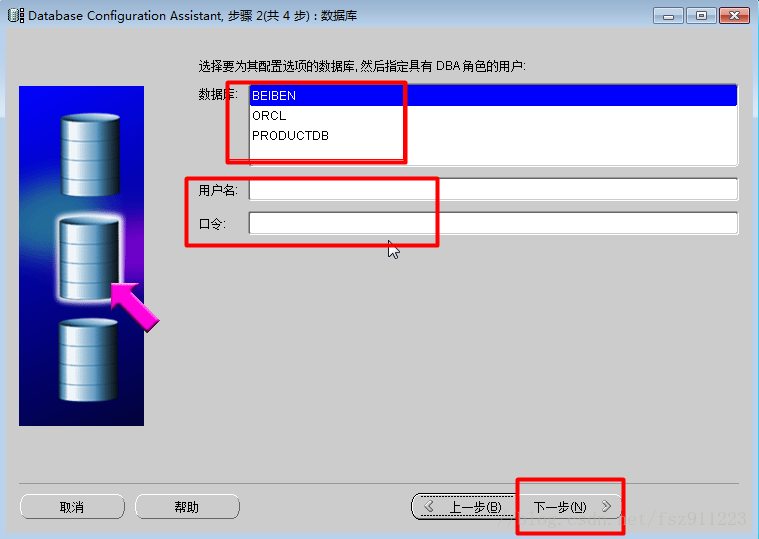 Database Configuration Assistant, 步骤 2(共 4 步) : 数据库
选择要为其配置选项的数据库, 然后指定具有 DBA 角色的用户:
数据库:
BEIBEN
ORCL
PRODUCTDB
用户名:
口令:
取消
帮助
上一步(B)
下一步(N)
blog.csdn.net/fsz911223